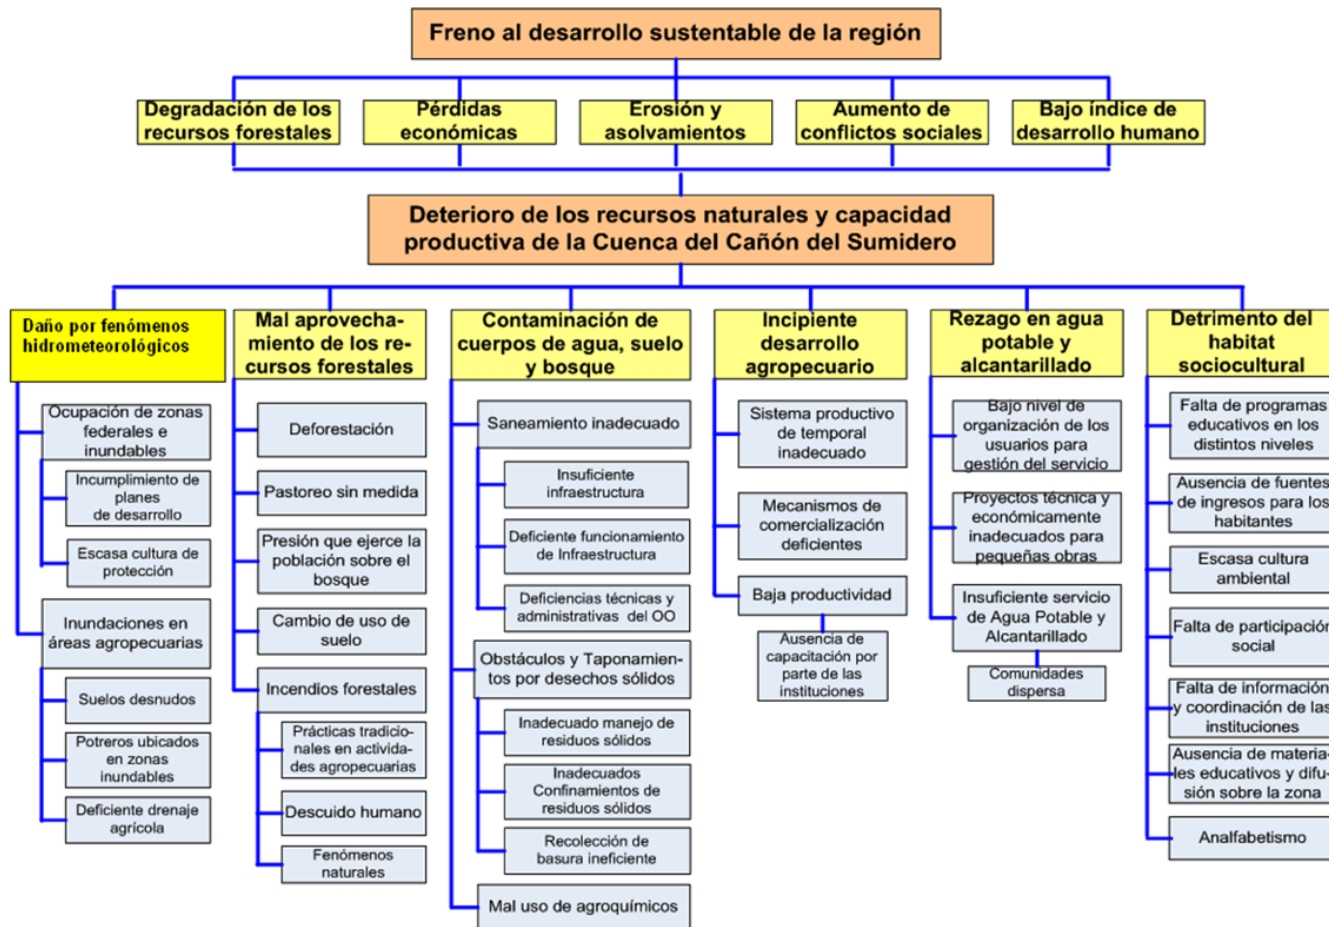 Freno al desarrollo sustentable de la región
Degradación de los
recursos forestales
Pérdidas
económicas
Erosión y
asolvamientos
Aumento de
conflictos sociales
Bajo índice de
desarrollo humano
Deterioro de los recursos naturales y capacidad
productiva de la Cuenca del Cañón del Sumidero
Daño por fenómenos
hidrometeorológicos
Ocupación de zonas
federales e
inundables
Incumplimiento de
planes
de desarrollo
Escasa cultura de
protección
Inundaciones en
áreas agropecuarias
Suelos desnudos
Potreros ubicados
en zonas
inundables
Deficiente drenaje
agrícola
Mal aprovecha-
miento de los re-
cursos forestales
Deforestación
Pastoreo sin medida
Presión que ejerce la
población sobre el
bosque
Cambio de uso de
suelo
Incendios forestales
Prácticas tradicio-
nales en activida-
des agropecuarias
Descuido humano
Fenómenos
naturales
Contaminación de
cuerpos de agua, suelo
y bosque
Saneamiento inadecuado
Insuficiente
infraestructura
Deficiente funcionamiento
de Infraestructura
Deficiencias técnicas y
administrativas del OO
Obstáculos y Taponamien-
tos por desechos sólidos
Inadecuado manejo de
residuos sólidos
Inadecuados
Confinamientos de
residuos sólidos
Recolección de
basura ineficiente
Mal uso de agroquímicos
Incipiente
desarrollo
agropecuario
Sistema productivo
de temporal
inadecuado
Mecanismos de
comercialización
deficientes
Baja productividad
Ausencia de
capacitación por
parte de las
instituciones
Rezago en agua
potable y
alcantarillado
Bajo nivel de
organización de los
usuarios para
gestión del servicio
Proyectos técnica y
económicamente
inadecuados para
pequeñas obras
Insuficiente servicio
de Agua Potable y
Alcantarillado
Comunidades
dispersa
Detrimento del
habitat
sociocultural
Falta de programas
educativos en los
distintos niveles
Ausencia de fuentes
de ingresos para los
habitantes
Escasa cultura
ambiental
Falta de participación
social
Falta de información
y coordinación de las
instituciones
Ausencia de materia-
les educativos y difu-
sión sobre la zona
Analfabetismo